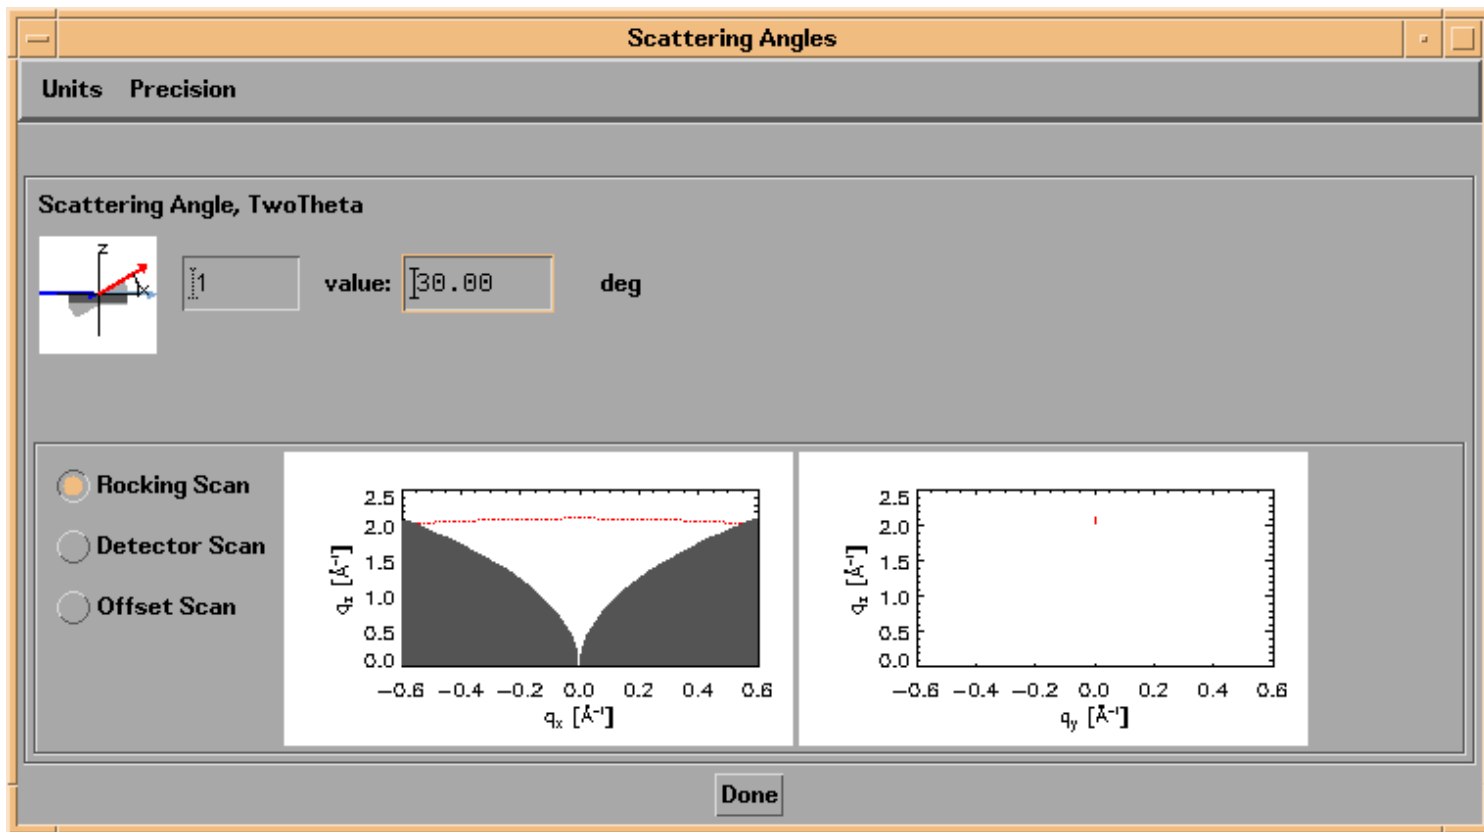 Scattering Angles
Units Precision
Scattering Angle, TwoTheta
z
x
1 value: 30.00 deg
Rocking Scan
Detector Scan
Offset Scan
2.5
2.0
1.5
1.0
0.5
0.0
qz [Å⁻¹]
−0.6 −0.4 −0.2 0.0 0.2 0.4 0.6
qx [Å⁻¹]
2.5
2.0
1.5
1.0
0.5
0.0
qz [Å⁻¹]
−0.6 −0.4 −0.2 0.0 0.2 0.4 0.6
qy [Å⁻¹]
Done